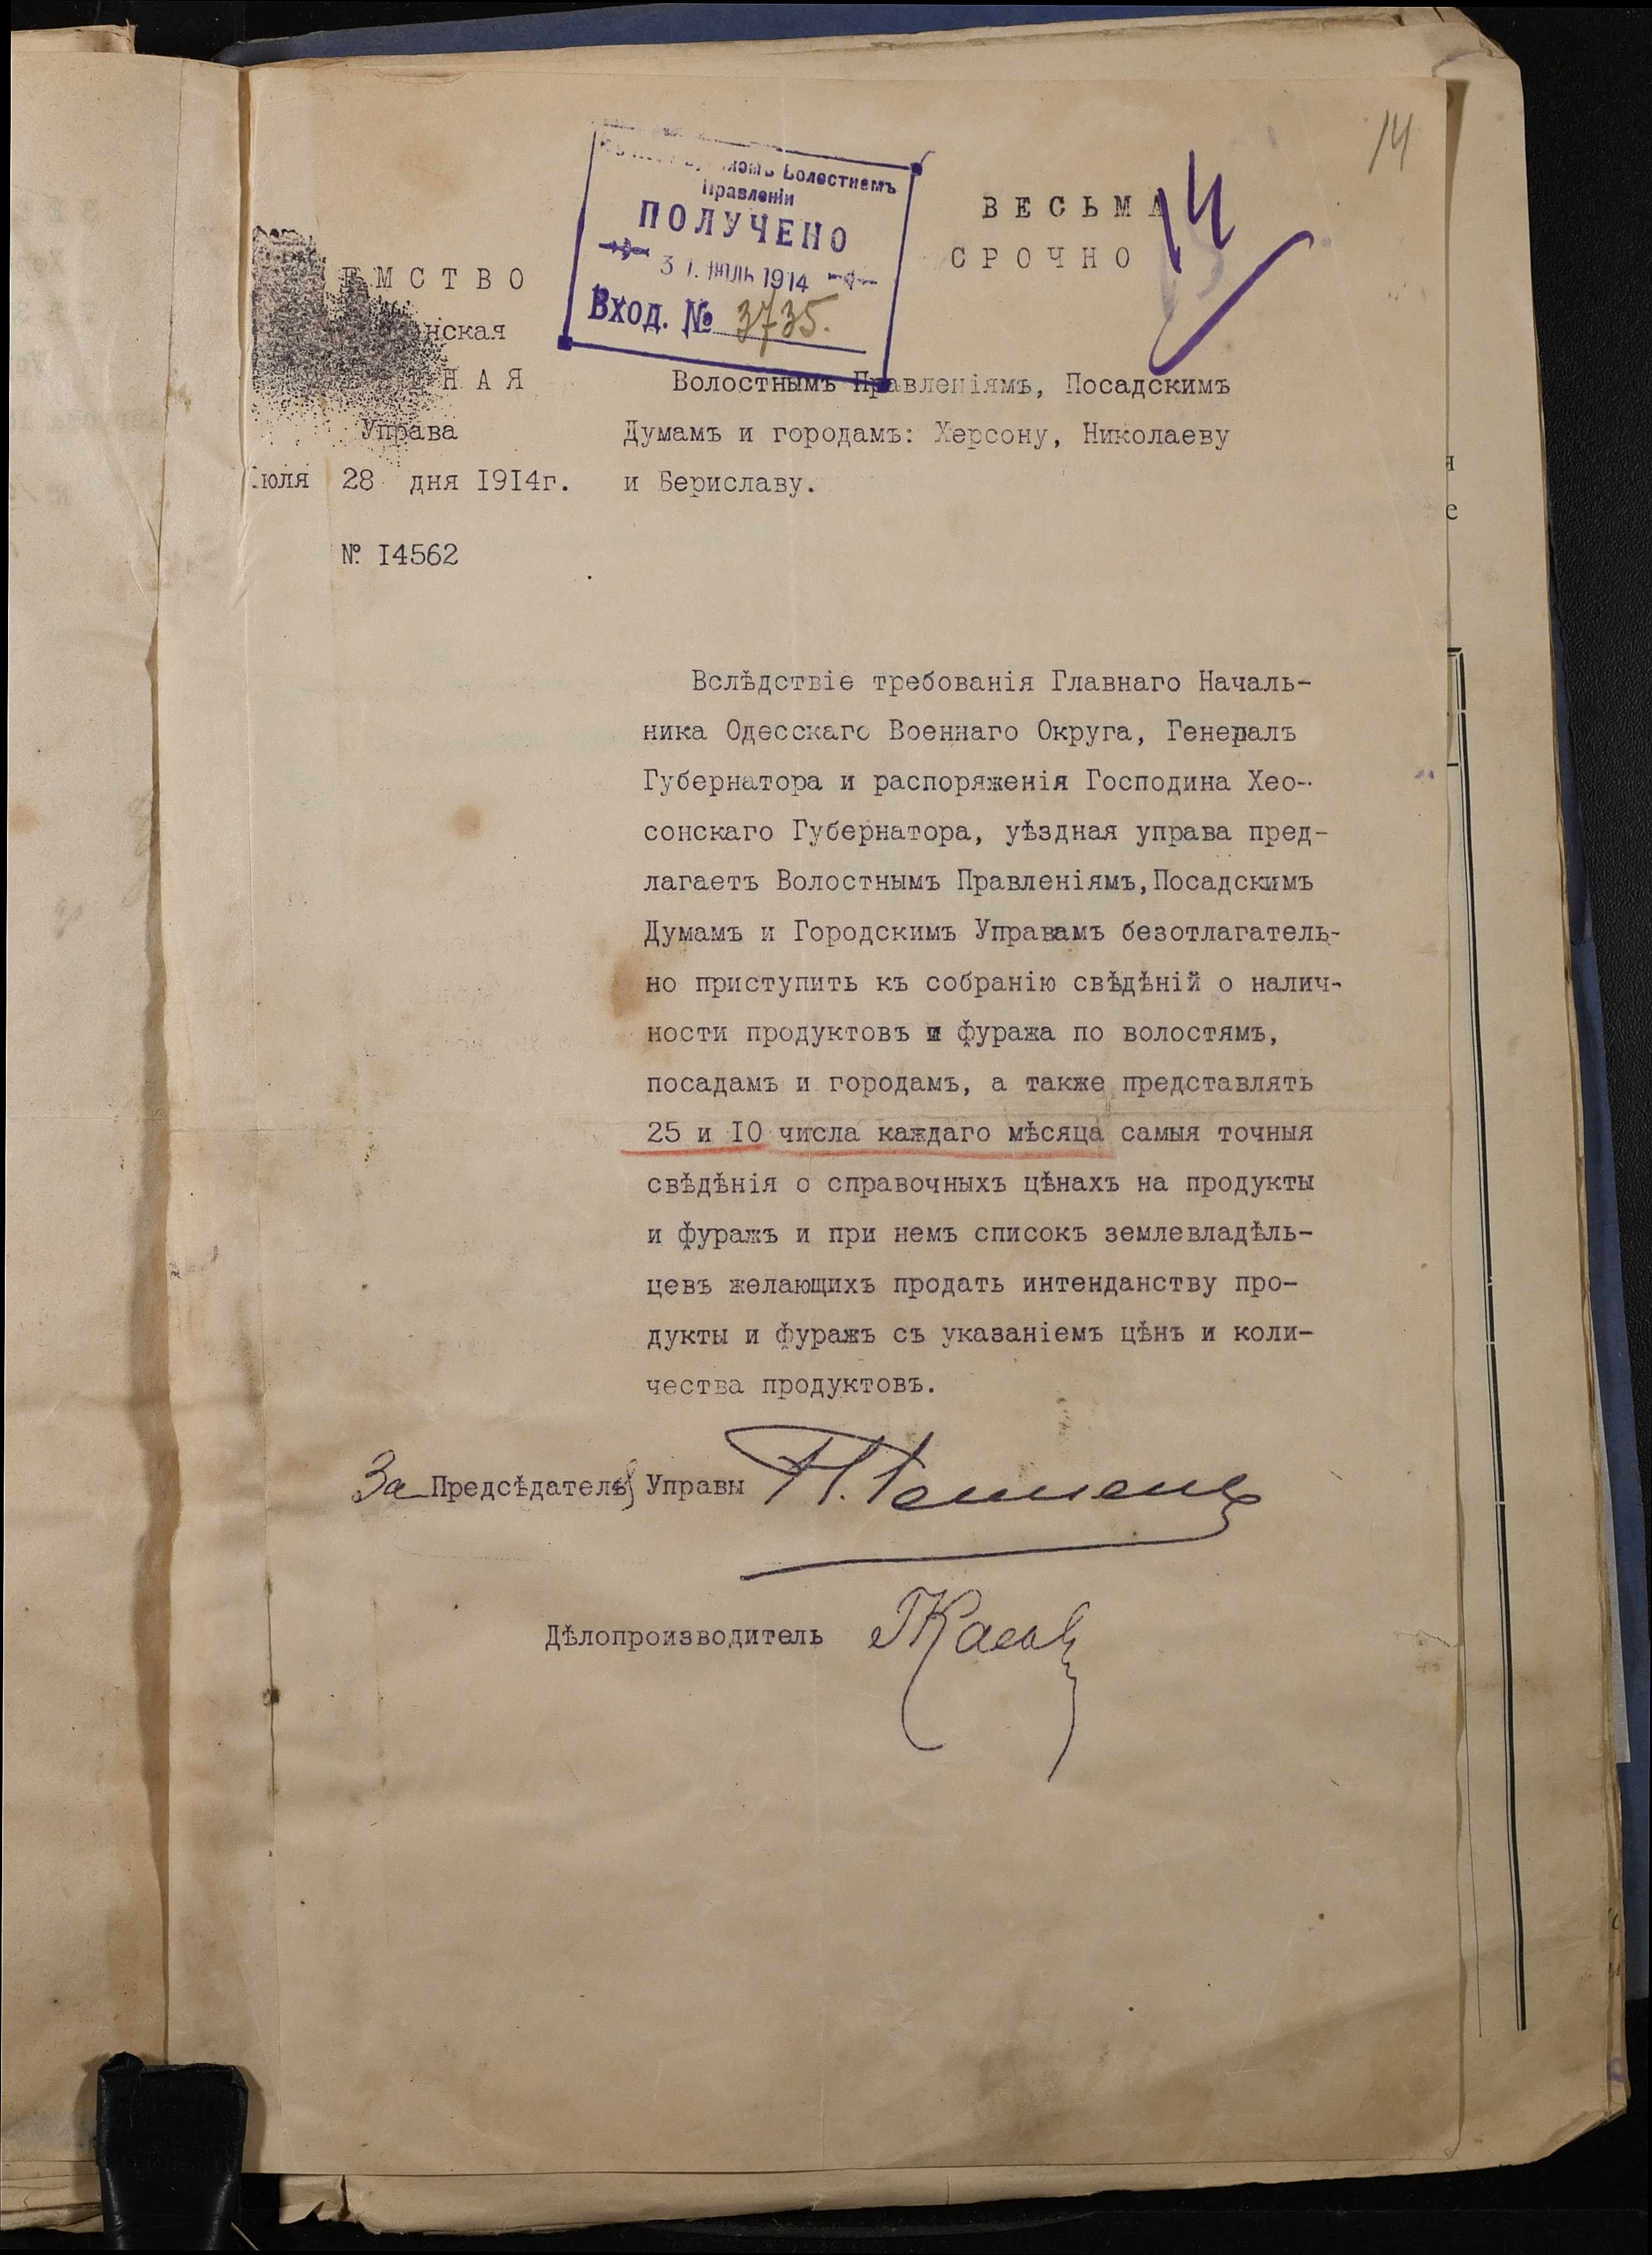 14
Волостнемъ
Правленіи
ПОЛУЧЕНО
31. ІЮЛЬ 1914
Вход. № 3735.
ВЕСЬМА
14
СРОЧНО
ЕМСТВО
нская
НАЯ
Управа
юля 28 дня 1914г.
№ 14562
Волостнымъ Правленіямъ, Посадскимъ
Думамъ и городамъ: Херсону, Николаеву
и Бериславу.
Вслѣдствіе требованія Главнаго Началь-
ника Одесскаго Военнаго Округа, Генералъ
Губернатора и распоряженія Господина Хео-
сонскаго Губернатора, уѣздная управа пред-
лагаетъ Волостнымъ Правленіямъ,Посадскимъ
Думамъ и Городскимъ Управамъ безотлагатель-
но приступить къ собранію свѣдѣній о налич-
ности продуктовъ и фуража по волостямъ,
посадамъ и городамъ, а также представлять
25 и 10 числа каждаго мѣсяца самыя точныя
свѣдѣнія о справочныхъ цѣнахъ на продукты
и фуражъ и при немъ списокъ землевладѣль-
цевъ желающихъ продать интенданству про-
дукты и фуражъ съ указаніемъ цѣнъ и коли-
чества продуктовъ.
За Предсѣдателя Управы
Дѣлопроизводитель